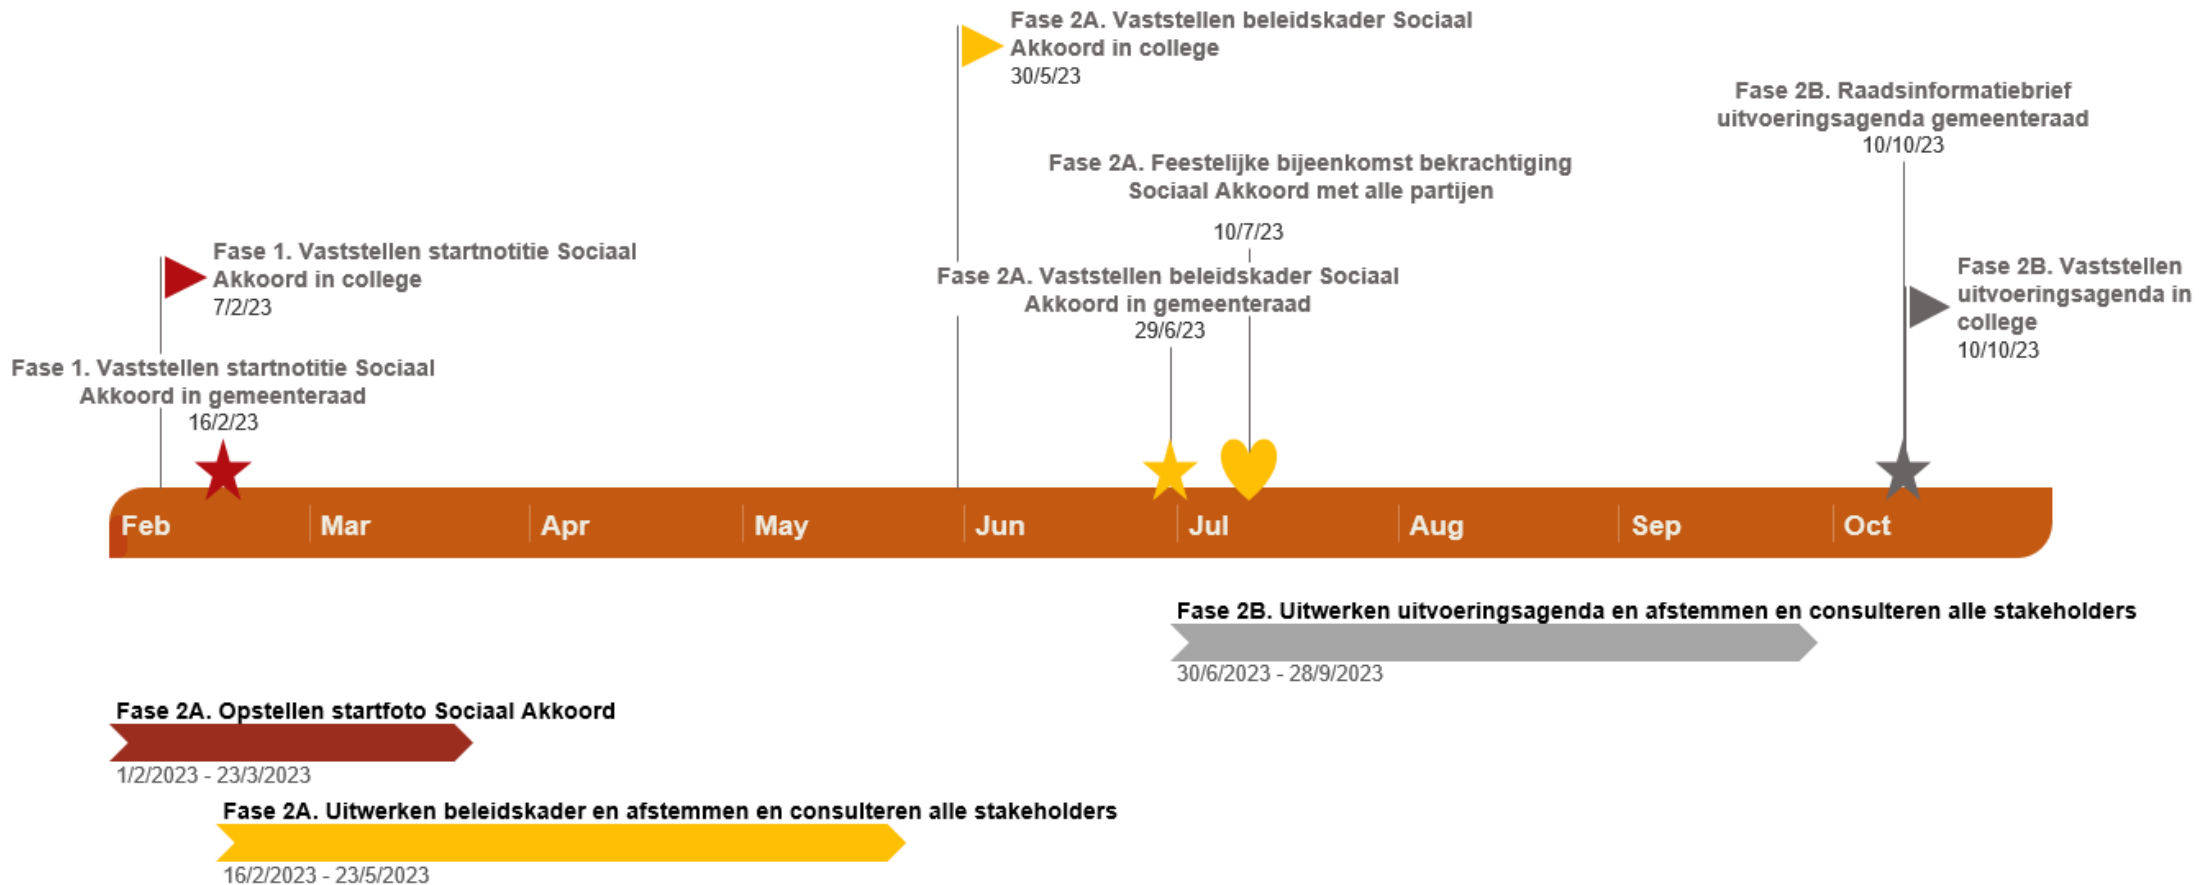 Fase 2A. Vaststellen beleidskader Sociaal
Akkoord in college
30/5/23
Fase 2B. Raadsinformatiebrief
uitvoeringsagenda gemeenteraad
10/10/23
Fase 2A. Feestelijke bijeenkomst bekrachtiging
Sociaal Akkoord met alle partijen
10/7/23
Fase 1. Vaststellen startnotitie Sociaal
Akkoord in college
7/2/23
Fase 2A. Vaststellen beleidskader Sociaal
Akkoord in gemeenteraad
29/6/23
Fase 2B. Vaststellen
uitvoeringsagenda in
college
10/10/23
Fase 1. Vaststellen startnotitie Sociaal
Akkoord in gemeenteraad
16/2/23
Feb Mar Apr May Jun Jul Aug Sep Oct
Fase 2B. Uitwerken uitvoeringsagenda en afstemmen en consulteren alle stakeholders
30/6/2023 - 28/9/2023
Fase 2A. Opstellen startfoto Sociaal Akkoord
1/2/2023 - 23/3/2023
Fase 2A. Uitwerken beleidskader en afstemmen en consulteren alle stakeholders
16/2/2023 - 23/5/2023